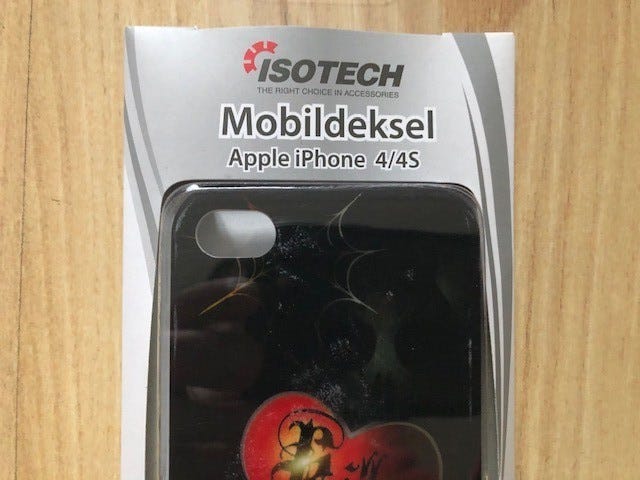 ISOTECH
THE RIGHT CHOICE IN ACCESSORIES
Mobildeksel
Apple iPhone 4/4S